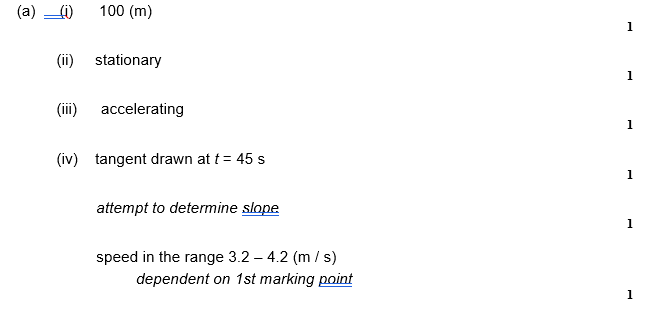 (a) (i) 100 (m)
1
(ii) stationary
1
(iii) accelerating
1
(iv) tangent drawn at t = 45 s
1
attempt to determine slope
1
speed in the range 3.2 – 4.2 (m / s)
dependent on 1st marking point
1